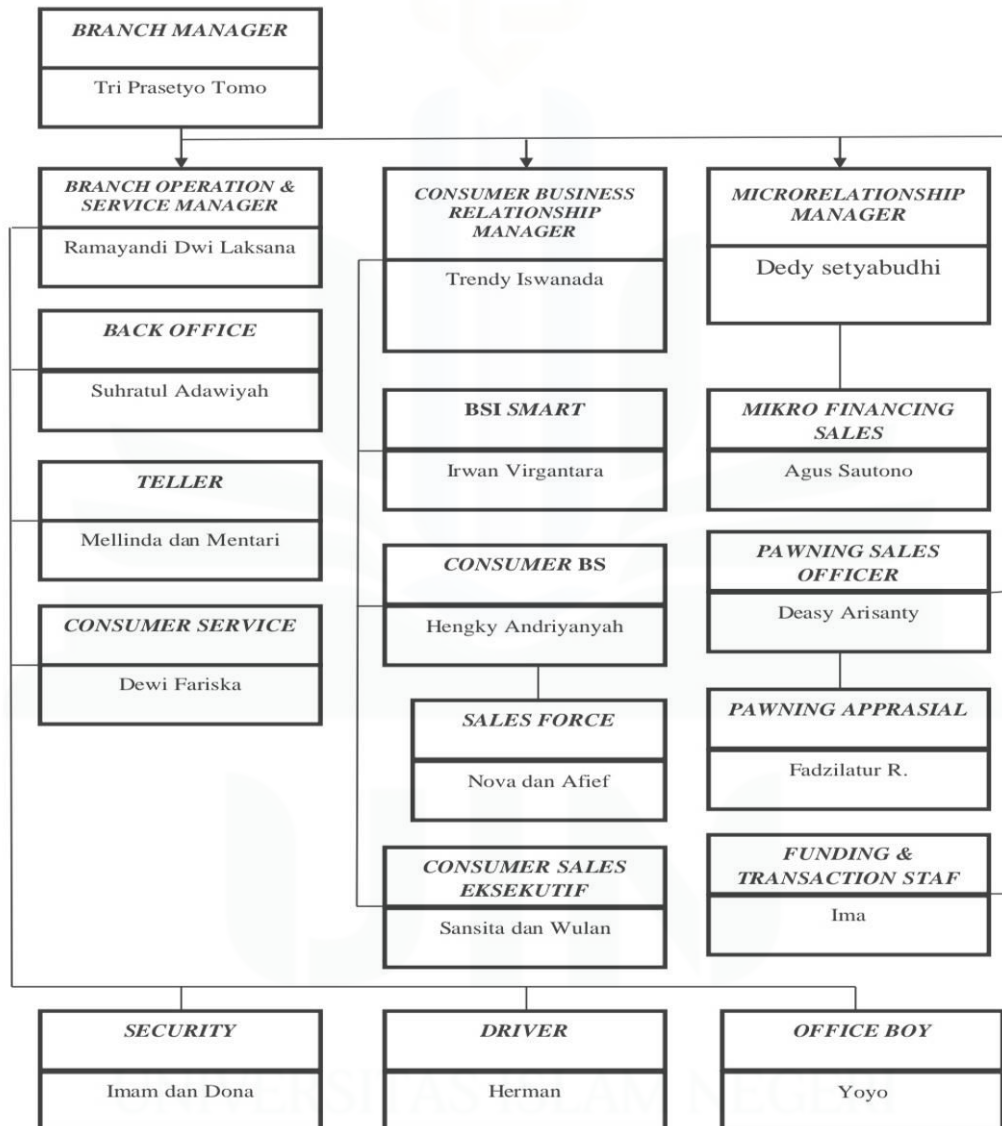 BRANCH MANAGER
Tri Prasetyo Tomo
BRANCH OPERATION &
SERVICE MANAGER
Ramayandi Dwi Laksana
CONSUMER BUSINESS
RELATIONSHIP
MANAGER
Trendy Iswanada
MICRORELATIONSHIP
MANAGER
Dedy setyabudhi
BACK OFFICE
Suhratul Adawiyah
BSI SMART
Irwan Virgantara
MIKRO FINANCING
SALES
Agus Sautono
TELLER
Mellinda dan Mentari
CONSUMER BS
Hengky Andriyanyah
PAWNING SALES
OFFICER
Deasy Arisanty
CONSUMER SERVICE
Dewi Fariska
SALES FORCE
Nova dan Afief
PAWNING APPRASIAL
Fadzilatur R.
CONSUMER SALES
EKSEKUTIF
Sansita dan Wulan
FUNDING &
TRANSACTION STAF
Ima
SECURITY
Imam dan Dona
DRIVER
Herman
OFFICE BOY
Yoyo
UNIVERSITAS ISLAM NEGERI